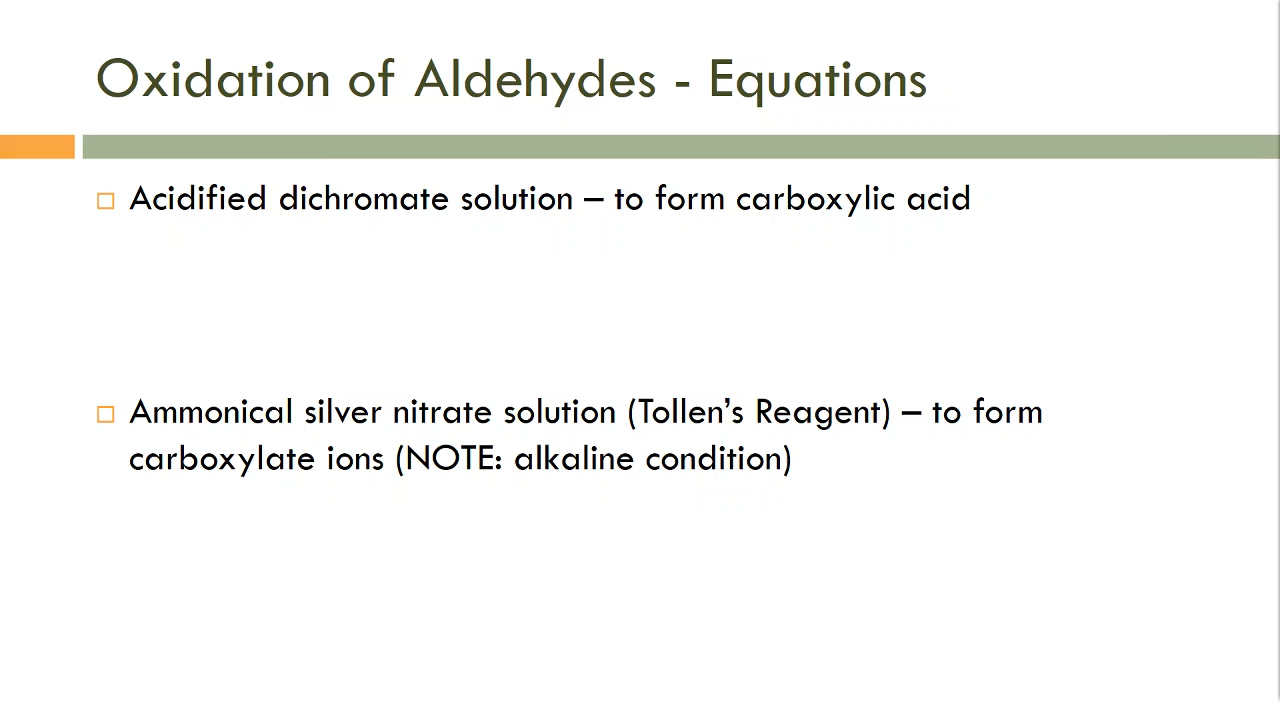 Oxidation of Aldehydes - Equations
Acidified dichromate solution – to form carboxylic acid
Ammonical silver nitrate solution (Tollen’s Reagent) – to form
carboxylate ions (NOTE: alkaline condition)